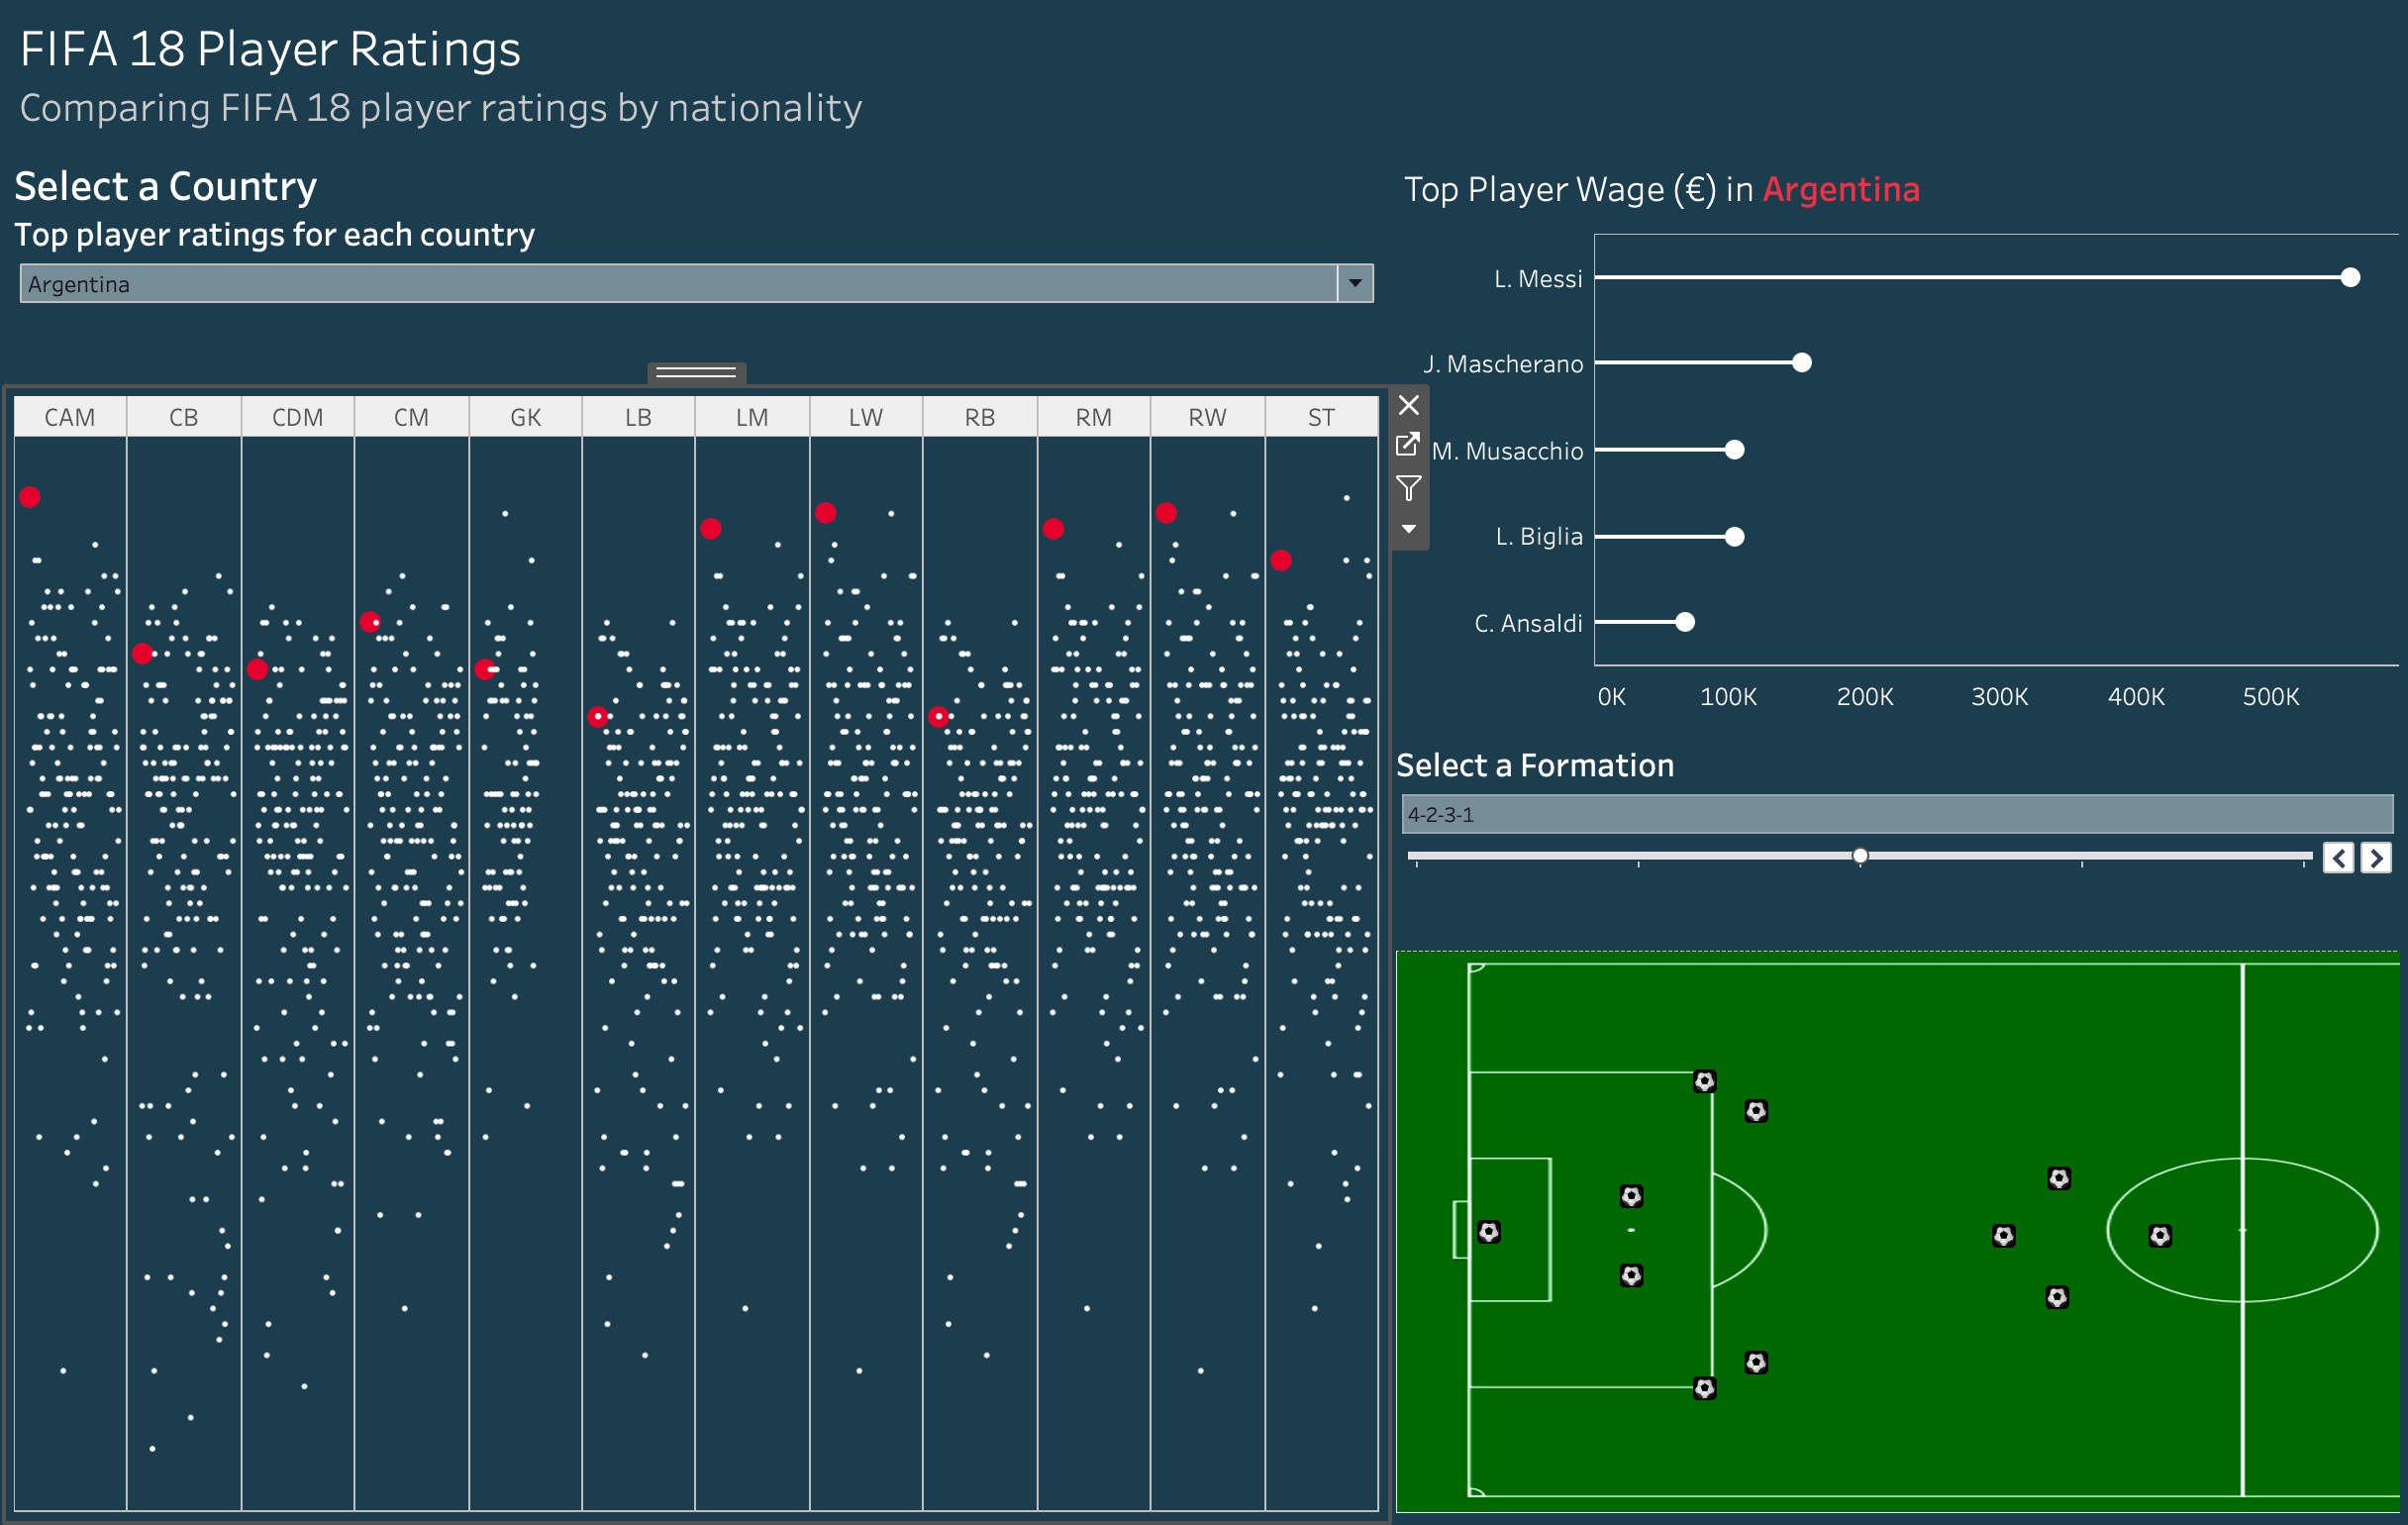 FIFA 18 Player Ratings
Comparing FIFA 18 player ratings by nationality
Select a Country
Top player ratings for each country
Argentina
CAM CB CDM CM GK LB LM LW RB RM RW ST
Top Player Wage (€) in Argentina
L. Messi
J. Mascherano
M. Musacchio
L. Biglia
C. Ansaldi
0K 100K 200K 300K 400K 500K
Select a Formation
4-2-3-1